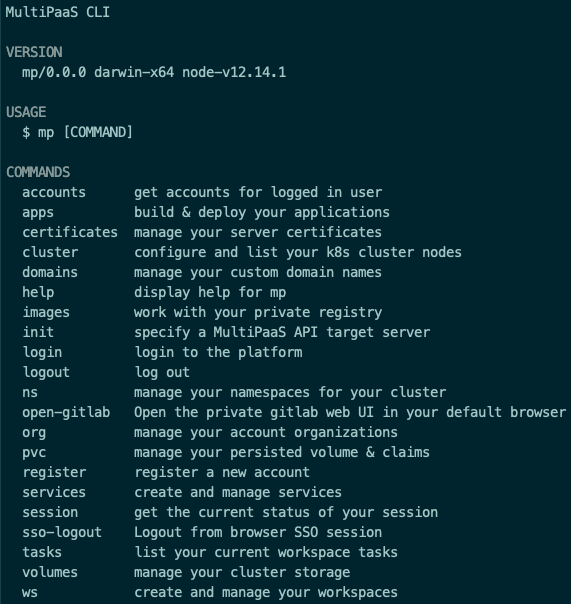 MultiPaaS CLI
VERSION
mp/0.0.0 darwin-x64 node-v12.14.1
USAGE
$ mp [COMMAND]
COMMANDS
accounts get accounts for logged in user
apps build & deploy your applications
certificates manage your server certificates
cluster configure and list your k8s cluster nodes
domains manage your custom domain names
help display help for mp
images work with your private registry
init specify a MultiPaaS API target server
login login to the platform
logout log out
ns manage your namespaces for your cluster
open-gitlab Open the private gitlab web UI in your default browser
org manage your account organizations
pvc manage your persisted volume & claims
register register a new account
services create and manage services
session get the current status of your session
sso-logout Logout from browser SSO session
tasks list your current workspace tasks
volumes manage your cluster storage
ws create and manage your workspaces